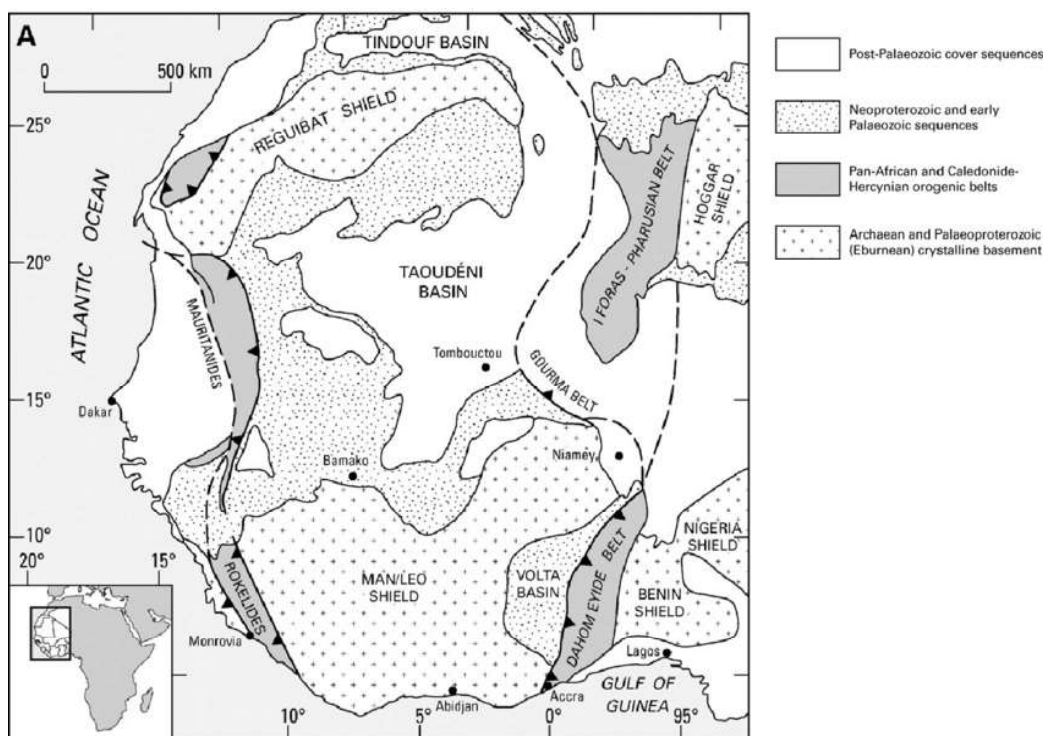 A
0 500 km
TINDOUF BASIN
REGUIBAT SHIELD
25°
20°
15°
10°
ATLANTIC OCEAN
I FORAS - PHARUSIAN BELT
HOGGAR
SHIELD
TAOUDÉNI
BASIN
MAURITANIDES
Tombouctou
GOURMA BELT
Dakar
Niamey
Bamako
20°
15°
ROKELIDES
MAN/LEO
SHIELD
VOLTA
BASIN
DAHOM EYIDE BELT
NIGERIA
SHIELD
BENIN
SHIELD
Monrovia
Lagos
Accra
Abidjan
GULF OF
GUINEA
10°
5°
0°
95°
Post-Palaeozoic cover sequences
Neoproterozoic and early
Palaeozoic sequences
Pan-African and Caledonide-
Hercynian orogenic belts
Archaean and Palaeoproterozoic
(Eburnean) crystalline basement